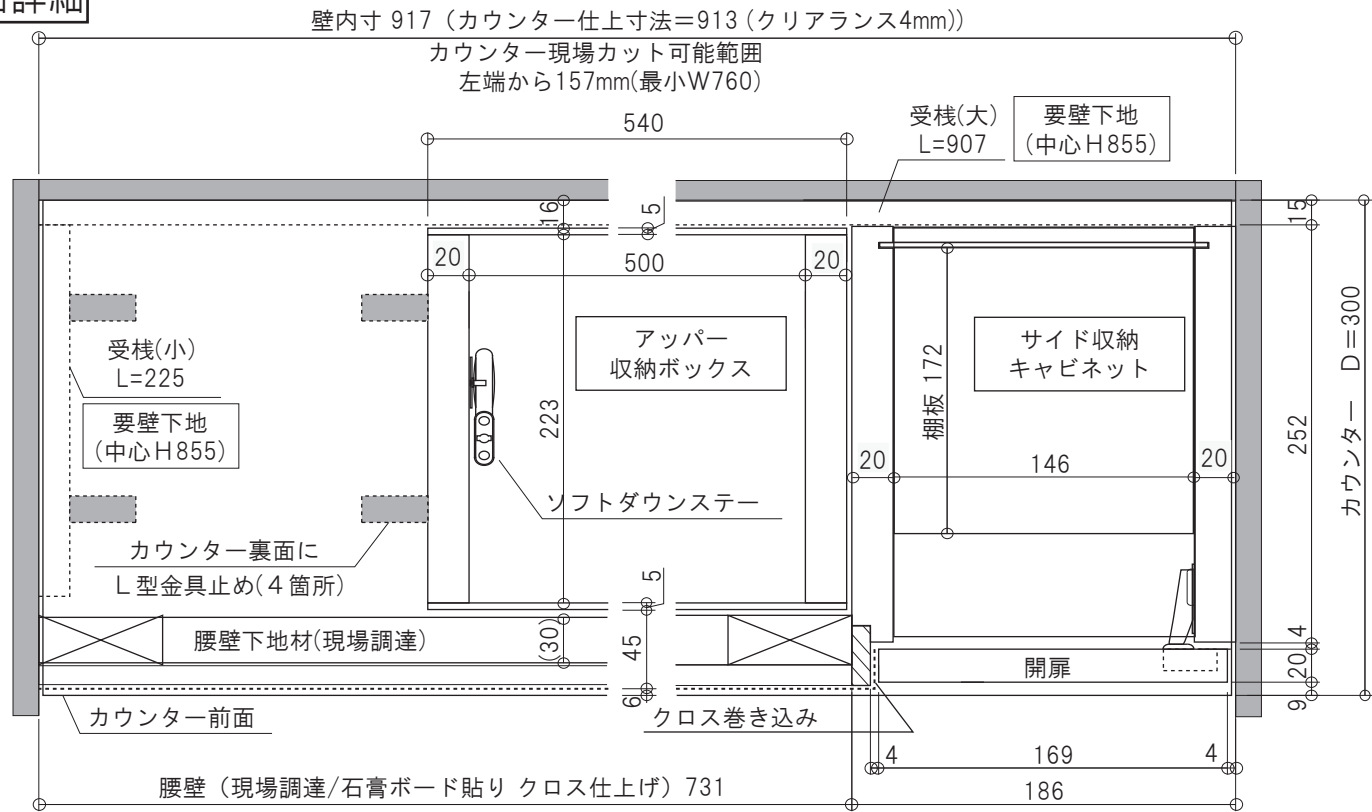 詳細
壁内寸 917（カウンター仕上寸法＝913（クリアランス4mm））
カウンター現場カット可能範囲
左端から157mm(最小W760)
540
受桟(大)
L=907
要壁下地
(中心H855)
16
5
15
20
500
20
アッパー
収納ボックス
サイド収納
キャビネット
受桟(小)
L=225
要壁下地
(中心H855)
223
棚板 172
252
カウンター D＝300
20
146
20
ソフトダウンステー
カウンター裏面に
L型金具止め(4箇所)
5
腰壁下地材(現場調達)
(30)
45
4
開扉
20
6
9
カウンター前面
クロス巻き込み
4
169
4
腰壁（現場調達/石膏ボード貼り クロス仕上げ）731
186